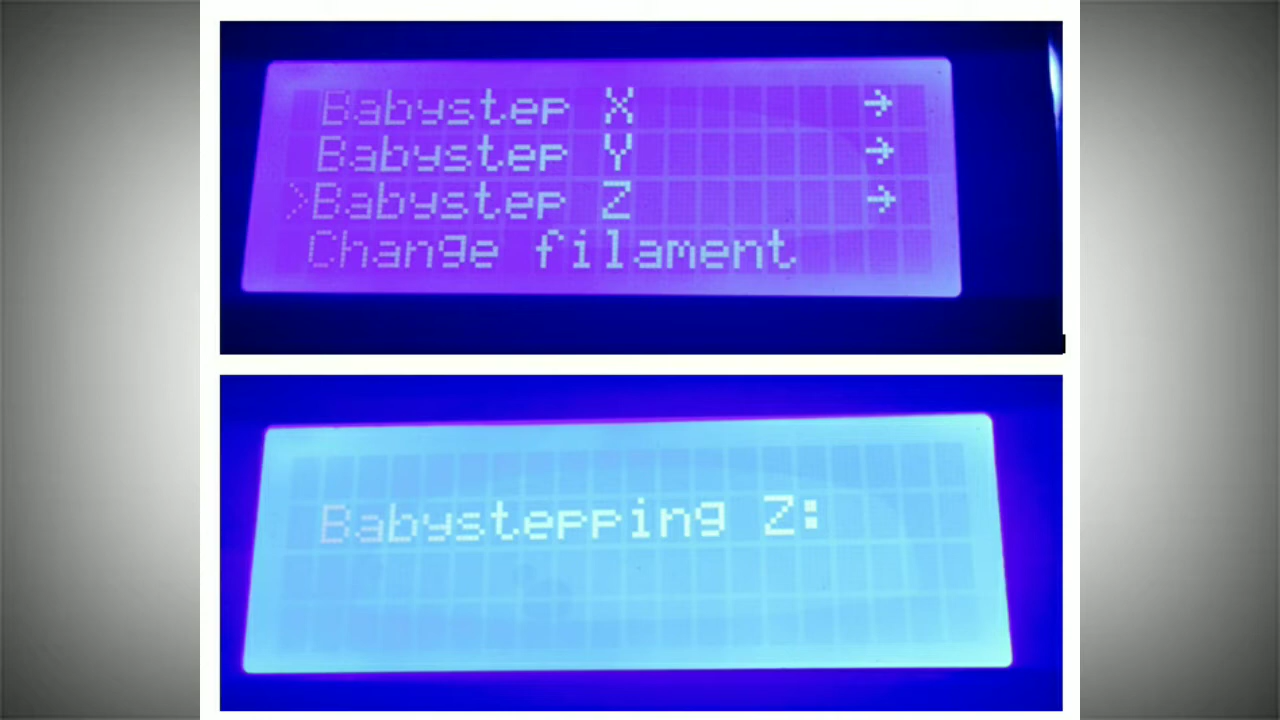 Babystep X →
Babystep Y →
>Babystep Z →
Change filament
Babystepping Z: